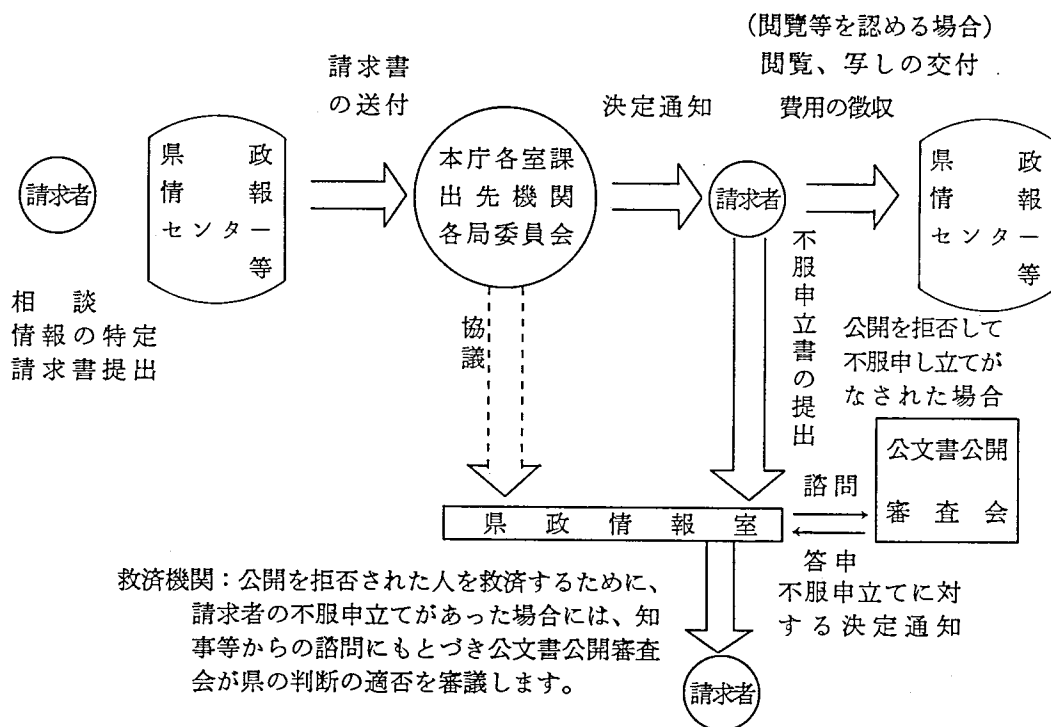 請求者
相談
情報の特定
請求書提出
県政
情報
センター
等
請求書
の送付
本庁各室課
出先機関
各局委員会
協議
決定通知
請求者
(閲覧等を認める場合)
閲覧、写しの交付
費用の徴収
県政
情報
センター
等
不服申立書の提出
公開を拒否して
不服申し立てが
なされた場合
公文書公開
審査会
諮問
答申
県政情報室
不服申立てに対
する決定通知
請求者
救済機関：公開を拒否された人を救済するために、
請求者の不服申立てがあった場合には、知
事等からの諮問にもとづき公文書公開審査
会が県の判断の適否を審議します。